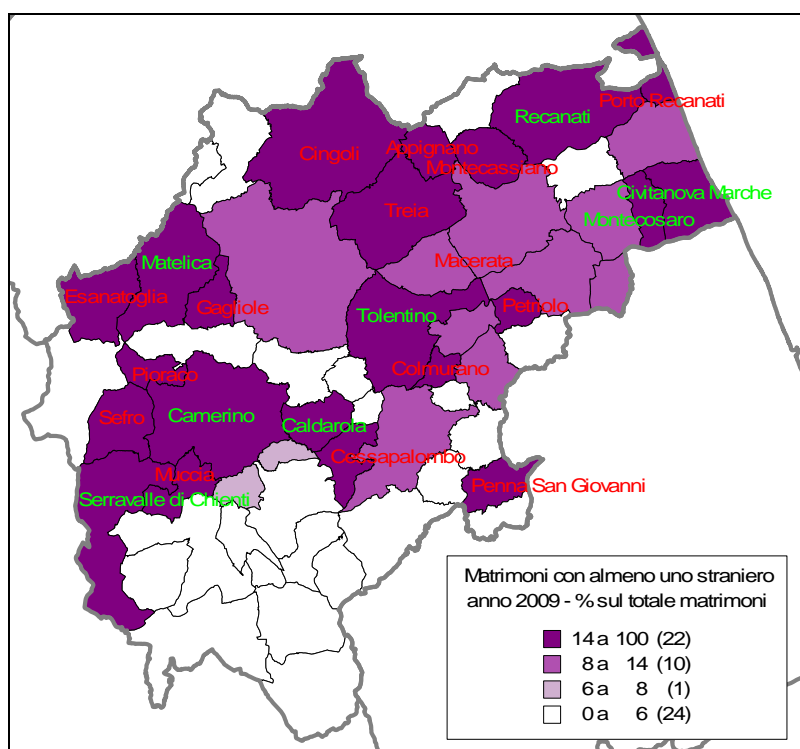 Recanati
Porto Recanati
Cingoli
Appignano
Montecassiano
Civitanova Marche
Treia
Montecosaro
Matelica
Macerata
Esanatoglia
Gagliole
Tolentino
Petriolo
Pioraco
Colmurano
Sefro
Camerino
Caldarola
Cessapalombo
Muccia
Serravalle di Chienti
Penna San Giovanni
Matrimoni con almeno uno straniero
anno 2009 - % sul totale matrimoni
14 a 100 (22)
8 a 14 (10)
6 a 8 (1)
0 a 6 (24)